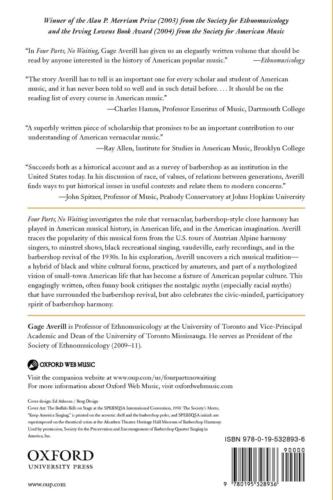 Winner of the Alan P. Merriam Prize (2003) from the Society for Ethnomusicology
and the Irving Lowens Book Award (2004) from the Society for American Music
"In Four Parts, No Waiting, Gage Averill has given us an elegantly written volume that should be
read by anyone interested in the history of American popular music." —Ethnomusicology
"The story Averill has to tell is an important one for every scholar and student of American
music, and it has never been told so well and in such detail before. . . . It should be on the
reading list of every course in American music."
—Charles Hamm, Professor Emeritus of Music, Dartmouth College
"A superbly written piece of scholarship that promises to be an important contribution to our
understanding of American vernacular music."
—Ray Allen, Institute for Studies in American Music, Brooklyn College
"Succeeds both as a historical account and as a survey of barbershop as an institution in the
United States today. In his discussion of race, of values, of relations between generations, Averill
finds ways to put historical issues in useful contexts and relate them to modern concerns."
—John Spitzer, Professor of Music, Peabody Conservatory at Johns Hopkins University
Four Parts, No Waiting investigates the role that vernacular, barbershop-style close harmony has
played in American musical history, in American life, and in the American imagination. Averill
traces the popularity of this musical form from the U.S. tours of Austrian Alpine harmony
singers, to minstrel shows, black recreational singing, vaudeville, early recordings, and in the
barbershop revival of the 1930s. In his exploration, Averill uncovers a rich musical tradition—
a hybrid of black and white cultural forms, practiced by amateurs, and part of a mythologized
vision of small-town American life that has become a fixture of American popular culture. This
engagingly written, often funny book critiques the nostalgic myths (especially racial myths)
that have surrounded the barbershop revival, but also celebrates the civic-minded, participatory
spirit of barbershop harmony.
Gage Averill is Professor of Ethnomusicology at the University of Toronto and Vice-Principal
Academic and Dean of the University of Toronto Mississauga. He serves as President of the
Society of Ethnomusicology (2009–11).
OXFORD WEB MUSIC
Visit the companion website at www.oup.com/us/fourpartsnowaiting
For more information about Oxford Web Music, visit oxfordwebmusic.com
Cover design: Ed Atkeson / Berg Design
Cover Art: The Buffalo Bills on Stage at the SPEBSQSA International Convention, 1950. The Society's Motto,
"Keep America Singing," is printed on the acoustic shell and the barbershop poles, and SPEBSQSA initials are
superimposed on the
Used by permission, Society for the Preservation and Encouragement of Barbershop Quartet Singing in
America, Inc.
OXFORD
UNIVERSITY PRESS
www.oup.com
ISBN 978-0-19-532893-6
90000
9 780195 328936